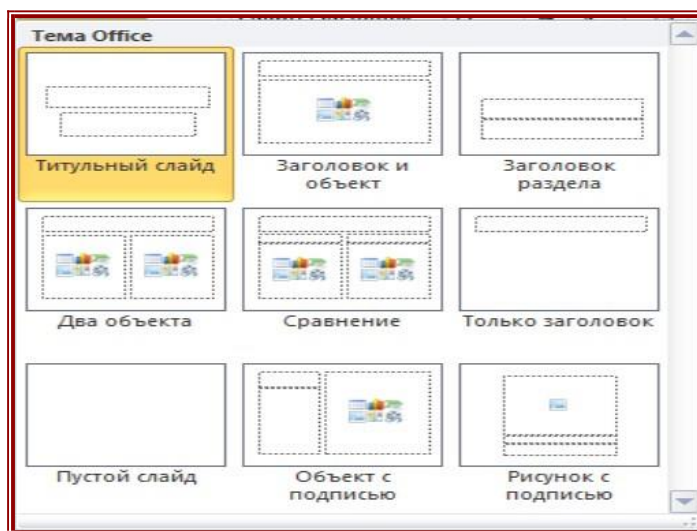 Тема Office
Титульный слайд
Заголовок и
объект
Заголовок
раздела
Два объекта
Сравнение
Только заголовок
Пустой слайд
Объект с
подписью
Рисунок с
подписью